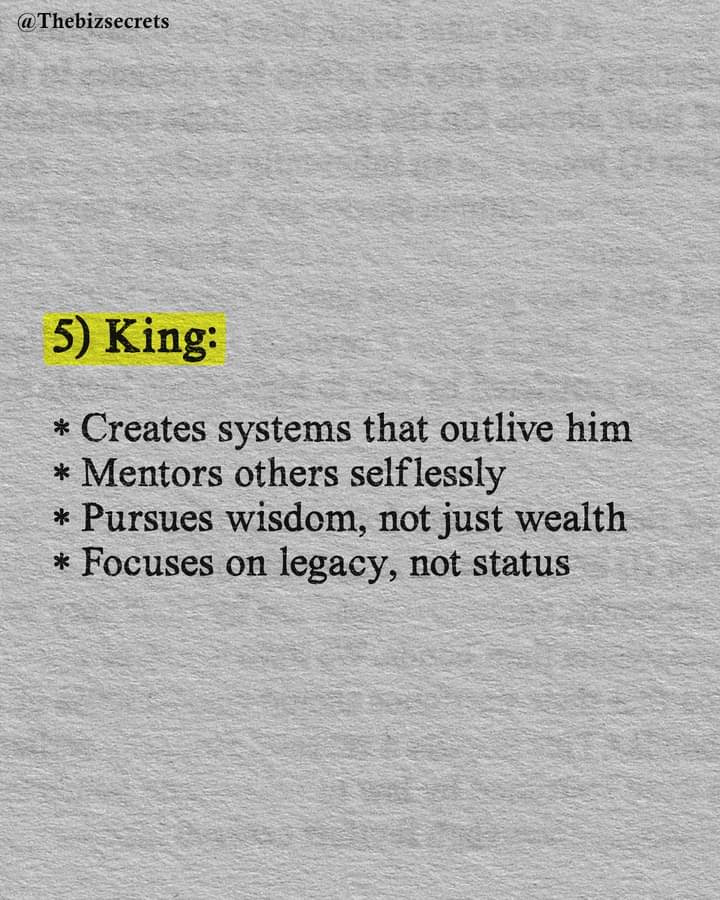 @Thebizsecrets
5) King:
* Creates systems that outlive him
* Mentors others selflessly
* Pursues wisdom, not just wealth
* Focuses on legacy, not status